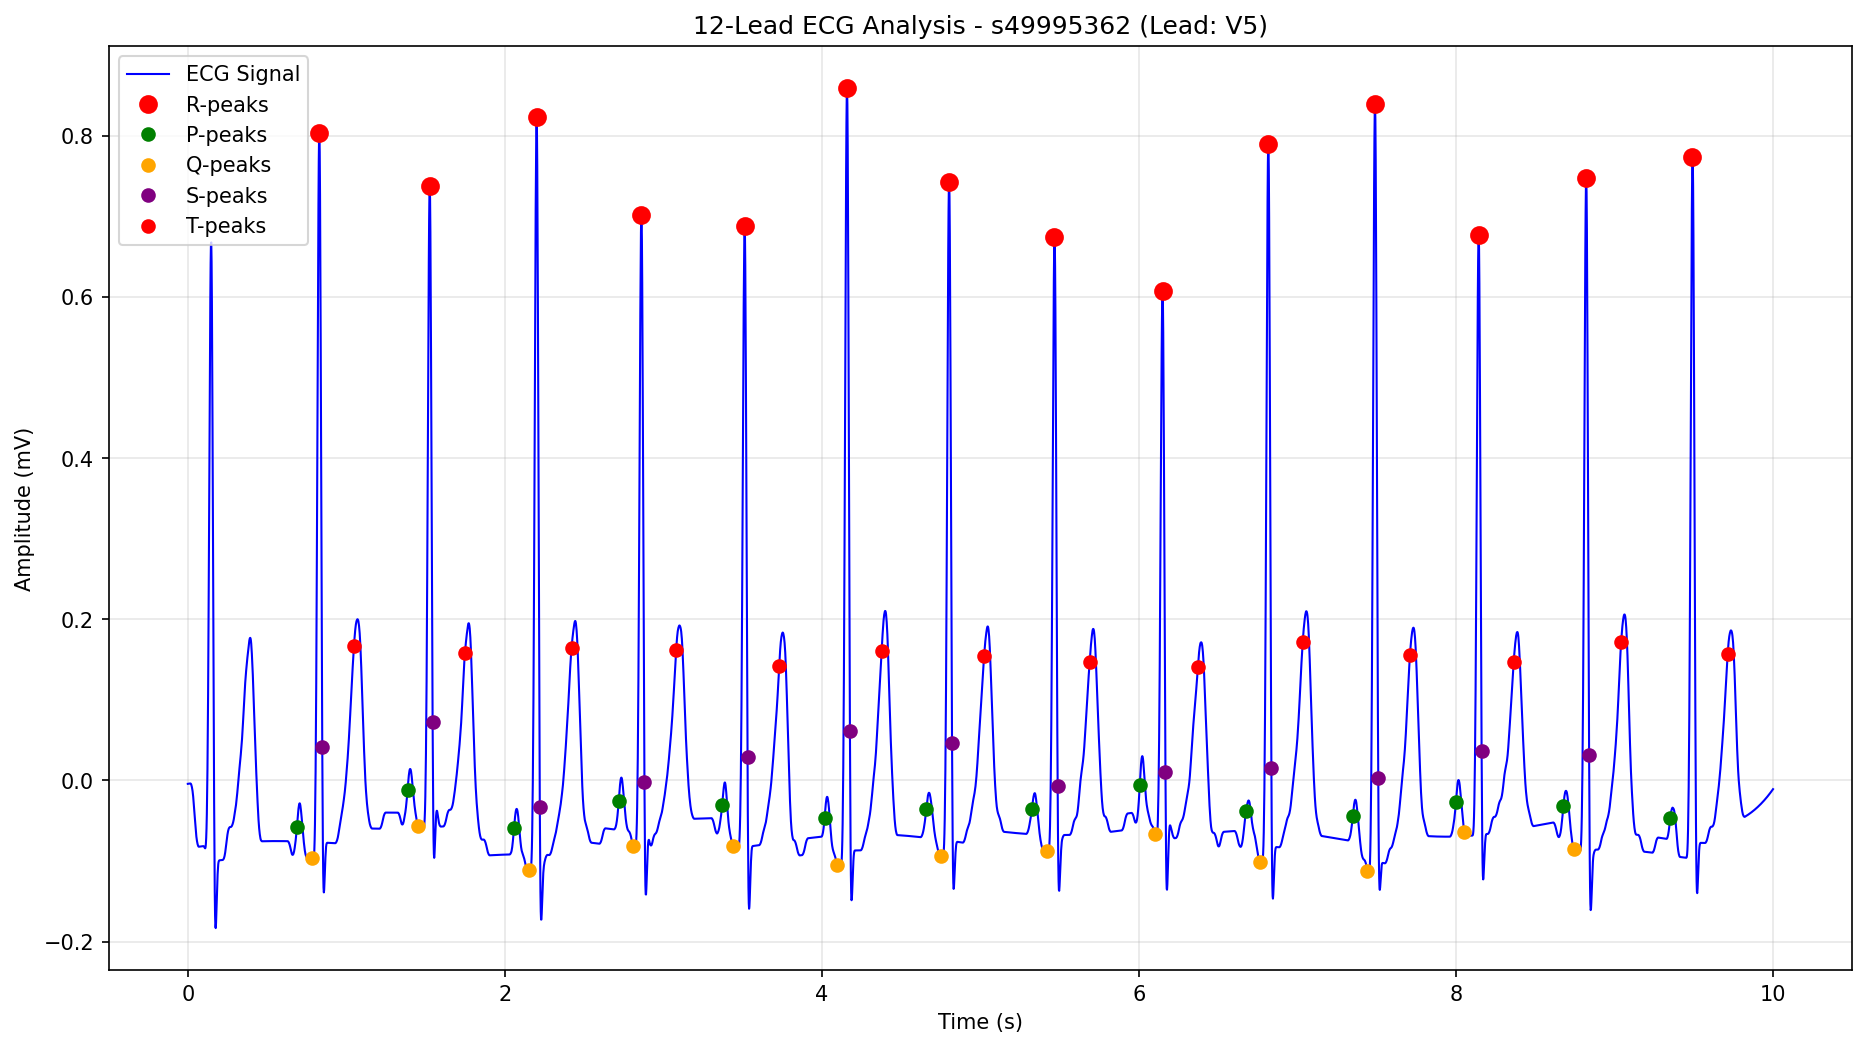 12-Lead ECG Analysis - s49995362 (Lead: V5)
ECG Signal
R-peaks
P-peaks
Q-peaks
S-peaks
T-peaks
Amplitude (mV)
0.8
0.6
0.4
0.2
0.0
−0.2
0 2 4 6 8 10
Time (s)